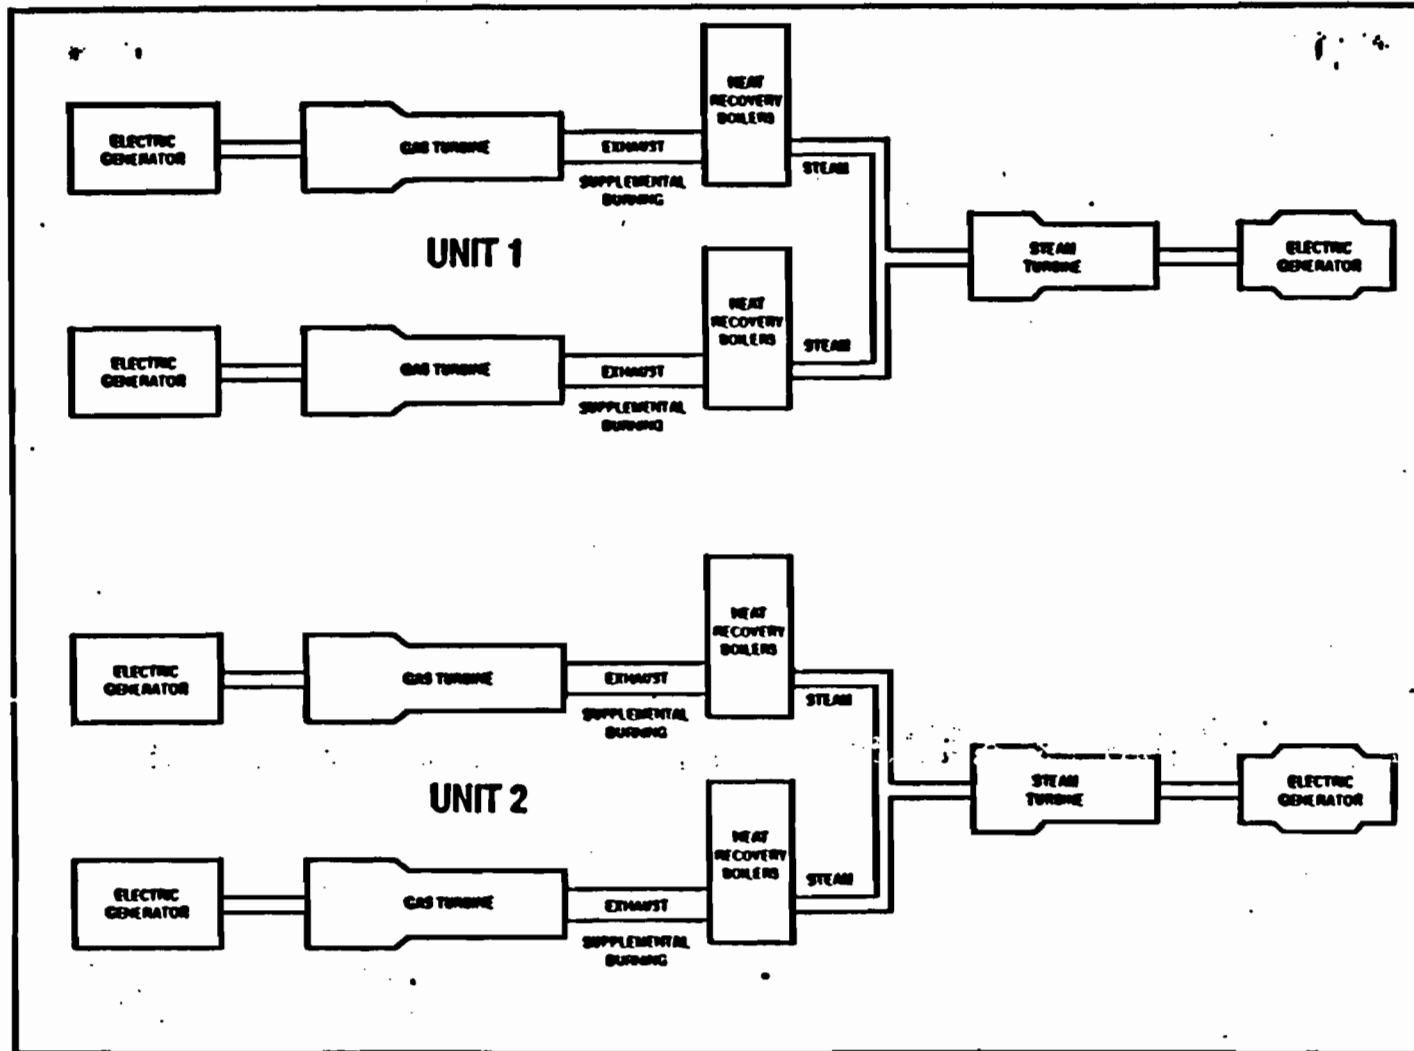 HEAT
RECOVERY
BOILERS
ELECTRIC
GENERATOR
GAS TURBINE
EXHAUST
SUPPLEMENTAL
BURNING
STEAM
UNIT 1
STEAM
TURBINE
ELECTRIC
GENERATOR
HEAT
RECOVERY
BOILERS
ELECTRIC
GENERATOR
GAS TURBINE
EXHAUST
SUPPLEMENTAL
BURNING
STEAM
HEAT
RECOVERY
BOILERS
ELECTRIC
GENERATOR
GAS TURBINE
EXHAUST
SUPPLEMENTAL
BURNING
STEAM
UNIT 2
STEAM
TURBINE
ELECTRIC
GENERATOR
HEAT
RECOVERY
BOILERS
ELECTRIC
GENERATOR
GAS TURBINE
EXHAUST
SUPPLEMENTAL
BURNING
STEAM